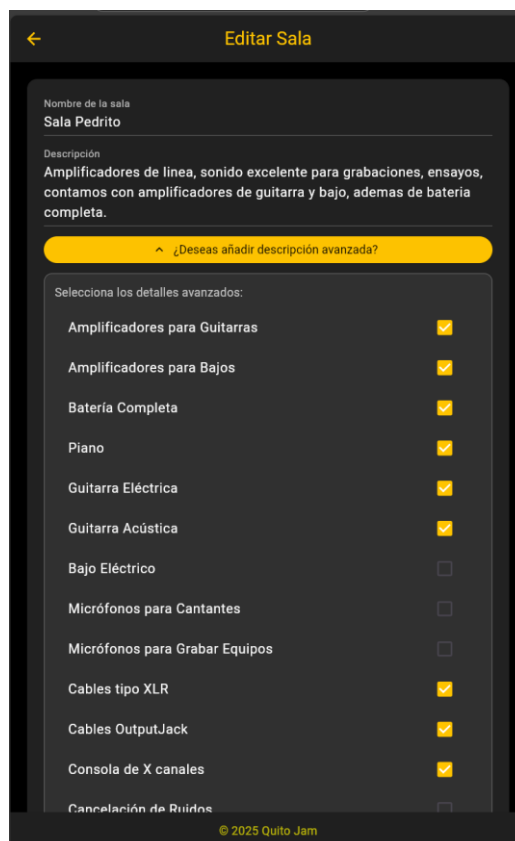 Editar Sala
Nombre de la sala
Sala Pedrito
Descripción
Amplificadores de linea, sonido excelente para grabaciones, ensayos,
contamos con amplificadores de guitarra y bajo, ademas de bateria
completa.
¿Deseas añadir descripción avanzada?
Selecciona los detalles avanzados:
Amplificadores para Guitarras
Amplificadores para Bajos
Batería Completa
Piano
Guitarra Eléctrica
Guitarra Acústica
Bajo Eléctrico
Micrófonos para Cantantes
Micrófonos para Grabar Equipos
Cables tipo XLR
Cables OutputJack
Consola de X canales
Cancelación de Ruidos
© 2025 Quito Jam